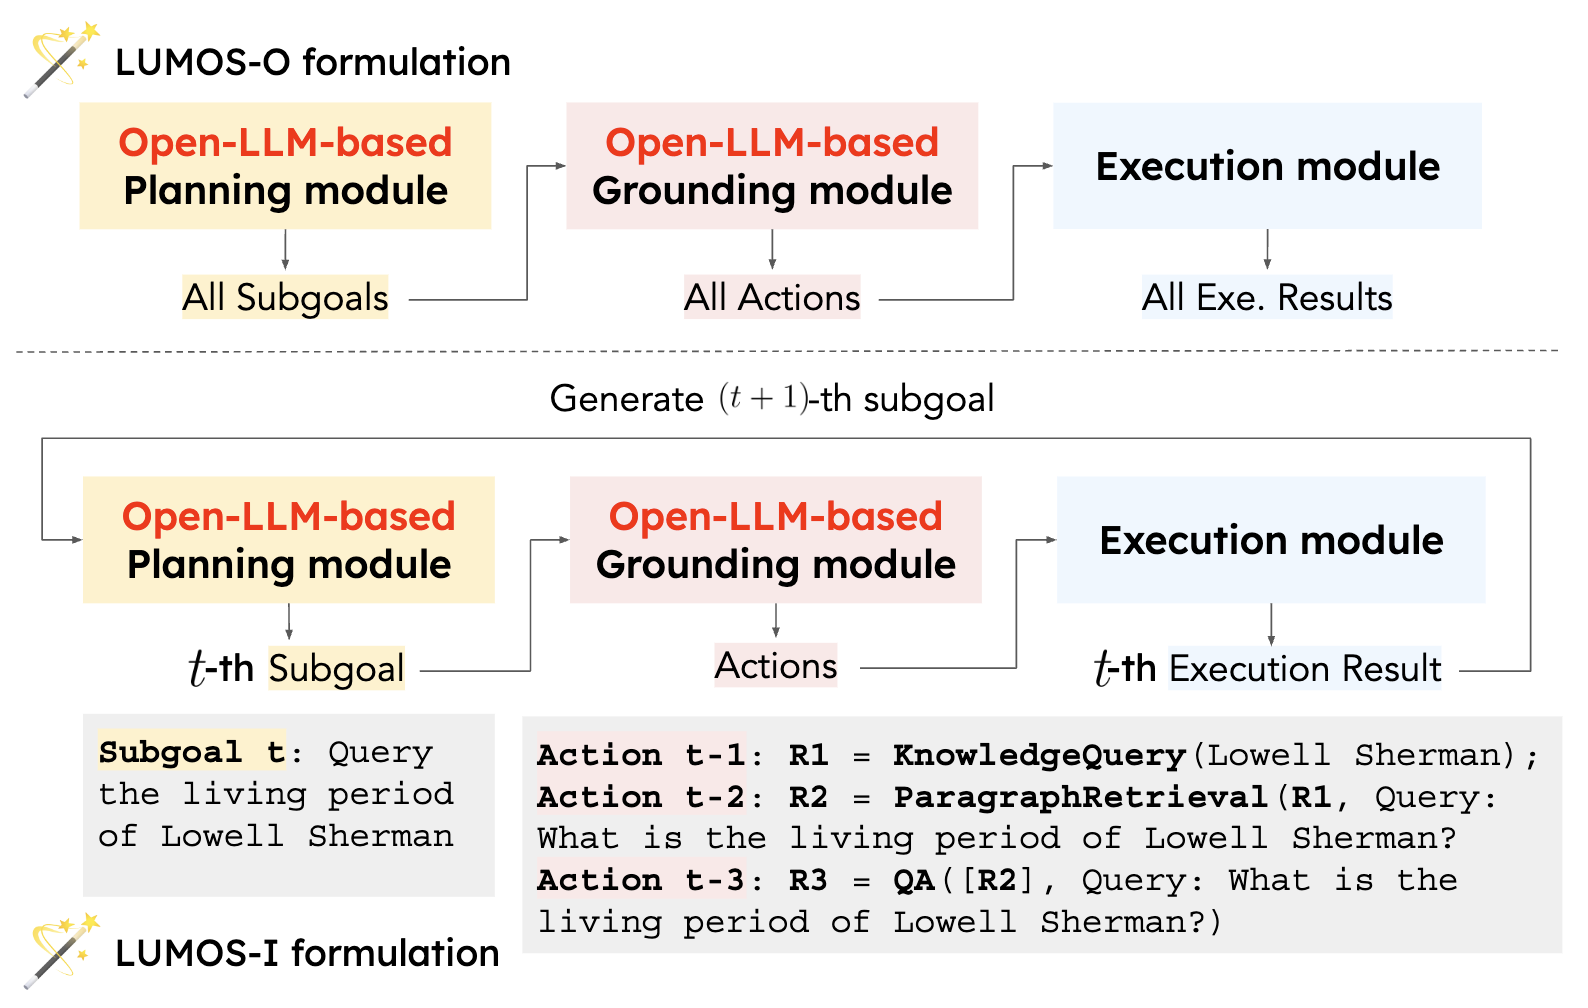 LUMOS-O formulation
Open-LLM-based
Planning module
Open-LLM-based
Grounding module
Execution module
All Subgoals
All Actions
All Exe. Results
Generate (t + 1)-th subgoal
Open-LLM-based
Planning module
Open-LLM-based
Grounding module
Execution module
t-th Subgoal
Actions
t-th Execution Result
Subgoal t: Query
the living period
of Lowell Sherman
Action t-1: R1 = KnowledgeQuery(Lowell Sherman);
Action t-2: R2 = ParagraphRetrieval(R1, Query:
What is the living period of Lowell Sherman?
Action t-3: R3 = QA([R2], Query: What is the
living period of Lowell Sherman?)
LUMOS-I formulation